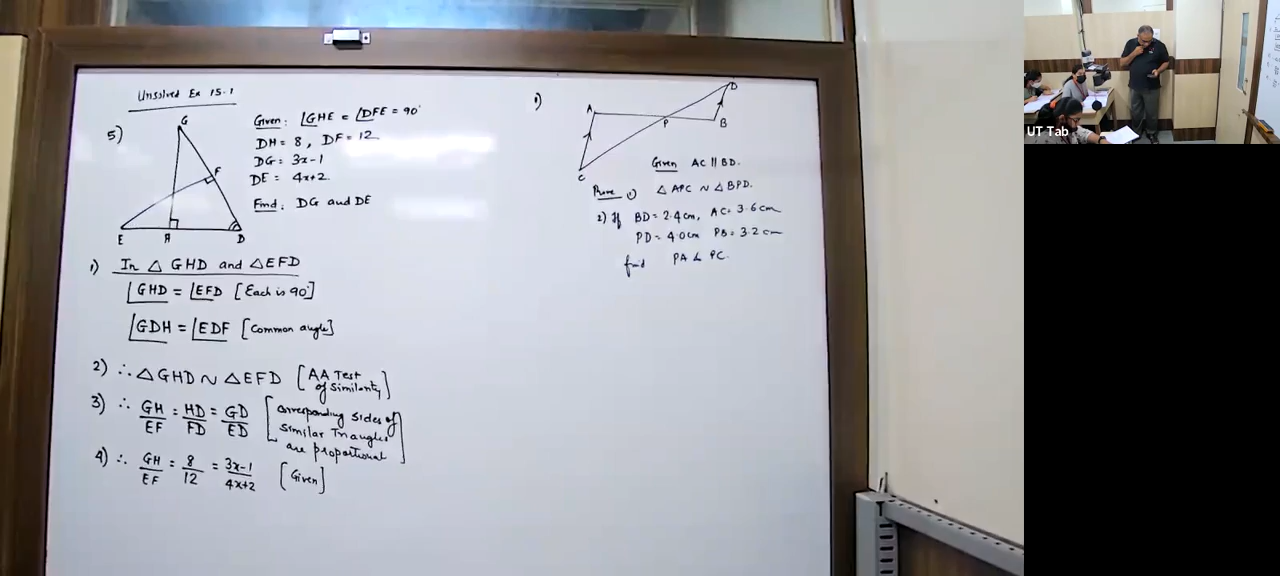 Unsolved Ex 15.1
5)
G
F
E
H
D
Given: ∠GHE = ∠DFE = 90°
DH = 8, DF = 12
DG = 3x-1
DE = 4x+2.
Find: DG and DE
1) In △ GHD and △EFD
∠GHD = ∠EFD [Each is 90°]
∠GDH = ∠EDF [Common angle]
2) ∴ △GHD ~ △EFD [AA Test of Similarity]
3) ∴ GH/EF = HD/FD = GD/ED [Corresponding sides of Similar Triangles are proportional]
4) ∴ GH/EF = 8/12 = 3x-1/4x+2 [Given]
A
D
P
B
C
Given AC || BD.
Prove 1) △ APC ~ △ BPD.
2) If BD = 2.4 cm, AC = 3.6 cm
PD = 4.0 cm PB = 3.2 cm
find PA & PC.
UT Tab